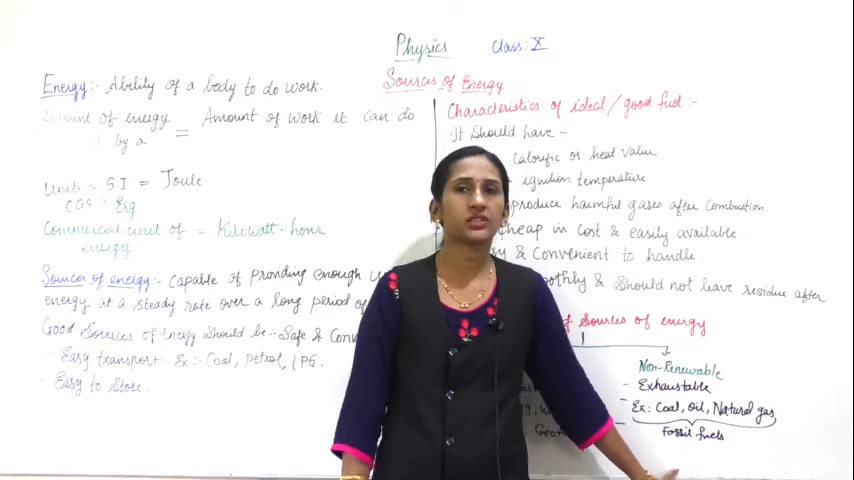 Physics Class: X
Sources of Energy
Energy:- Ability of a body to do work.
Amount of energy = Amount of work it can do
by a
Unit:- SI = Joule
CGS = Erg
Commercial unit of energy = Kilowatt-hour
Sources of energy:- Capable of providing enough
energy at a steady rate over a long period of
Good Sources of energy should be:- Safe &
- Easy transport Ex:- Coal, petrol, LPG.
- Easy to Store.
Characteristics of ideal/good fuel:-
It Should have -
calorific or heat value
ignition temperature
produce harmful gases after Combustion.
cheap in cost & easily available
& Convenient to handle.
& Should not leave residue after
of Sources of energy
Non-Renewable
- Exhaustable
- Ex: Coal, oil, Natural gas
Fossil fuels